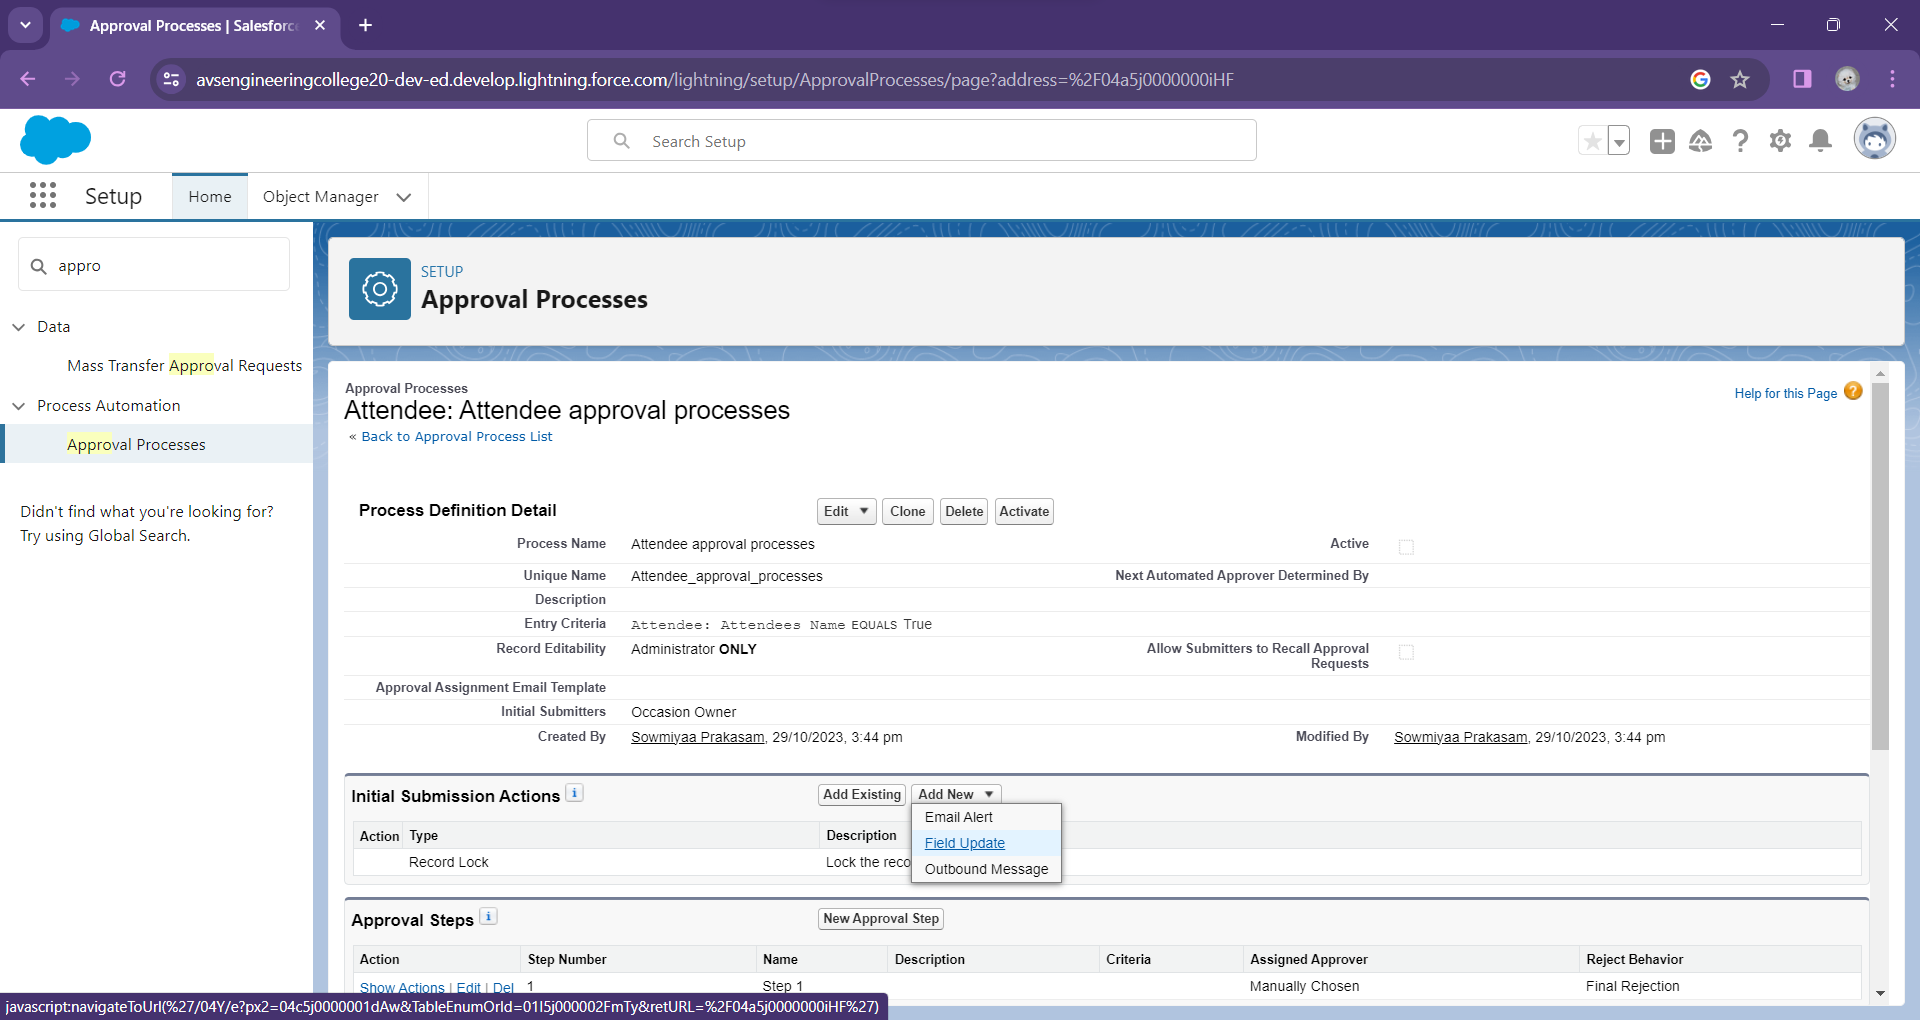 Approval Processes | Salesforc
avsengineeringcollege20-dev-ed.develop.lightning.force.com/lightning/setup/ApprovalProcesses/page?address=%2F04a5j0000000iHF
Search Setup
Setup
Home
Object Manager
appro
Data
Mass Transfer Approval Requests
Process Automation
Approval Processes
Didn't find what you're looking for?
Try using Global Search.
SETUP
Approval Processes
Approval Processes
Attendee: Attendee approval processes
« Back to Approval Process List
Help for this Page ?
Process Definition Detail
Edit Clone Delete Activate
Process Name Attendee approval processes Active
Unique Name Attendee_approval_processes Next Automated Approver Determined By
Description
Entry Criteria Attendee: Attendees Name EQUALS True
Record Editability Administrator ONLY Allow Submitters to Recall Approval
Requests
Approval Assignment Email Template
Initial Submitters Occasion Owner
Created By Sowmiyaa Prakasam, 29/10/2023, 3:44 pm Modified By Sowmiyaa Prakasam, 29/10/2023, 3:44 pm
Initial Submission Actions i Add Existing Add New
Email Alert
Field Update
Outbound Message
Action Type Description
Record Lock Lock the reco
Approval Steps i New Approval Step
Action Step Number Name Description Criteria Assigned Approver Reject Behavior
Show Actions | Edit | Del 1 Step 1 Manually Chosen Final Rejection
javascript:navigateToUrl(%27/04Y/e?px2=04c5j0000001dAw&TableEnumOrId=01I5j000002FmTy&retURL=%2F04a5j0000000iHF%27)